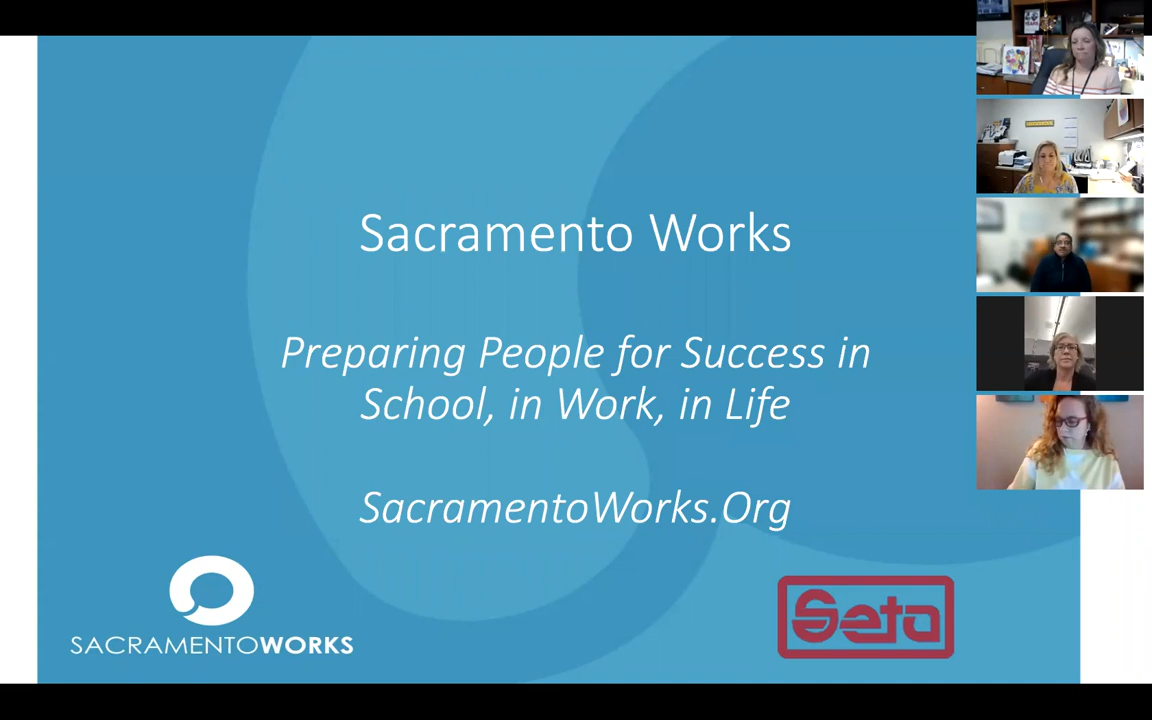 Sacramento Works
Preparing People for Success in
School, in Work, in Life
SacramentoWorks.Org
SACRAMENTOWORKS
Seta